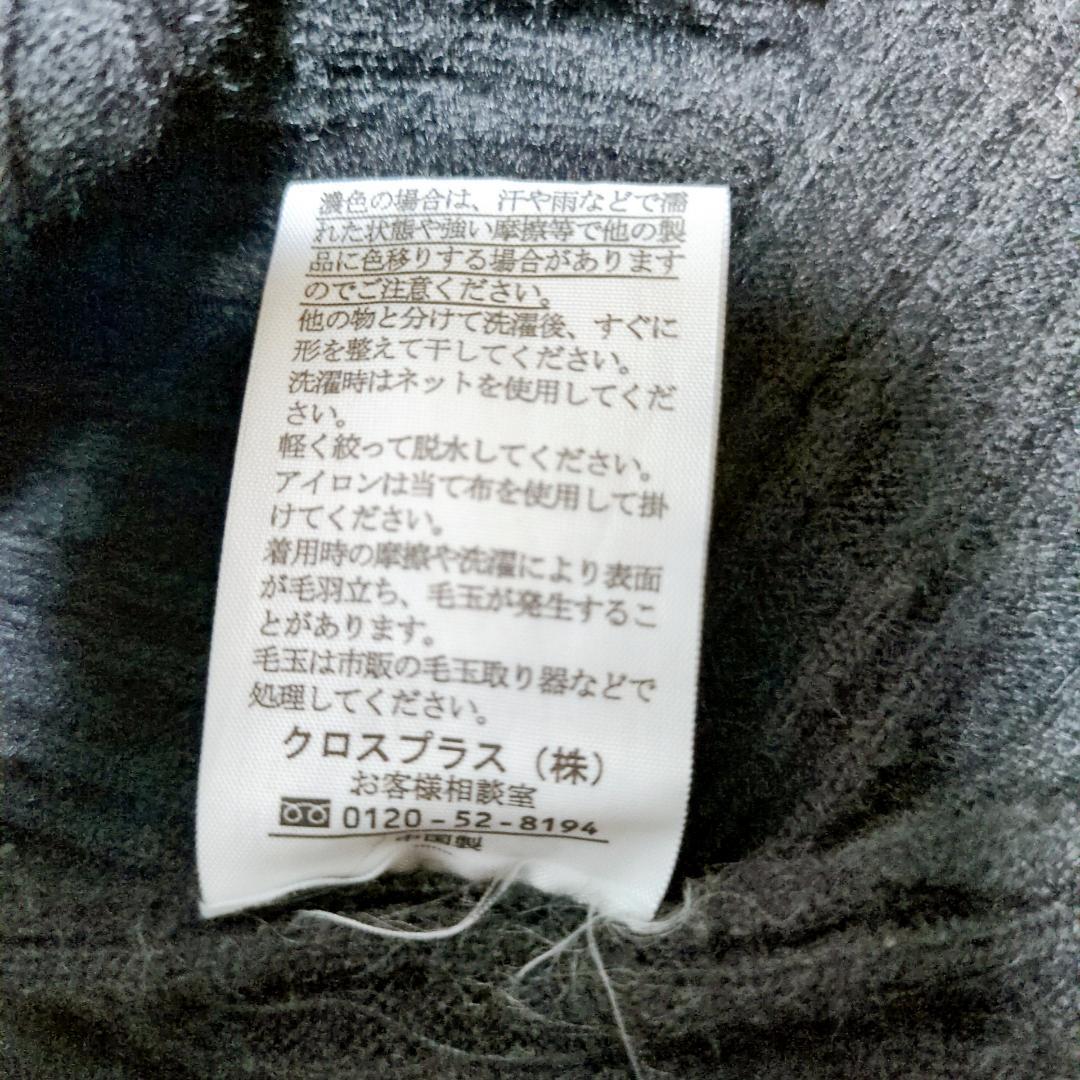 濃色の場合は、汗や雨などで濡
れた状態や強い摩擦等で他の製
品に色移りする場合があります
のでご注意ください。
他の物と分けて洗濯後、すぐに
形を整えて干してください。
洗濯時はネットを使用してくだ
さい。
軽く絞って脱水してください。
アイロンは当て布を使用して掛
けてください。
着用時の摩擦や洗濯により表面
が毛羽立ち、毛玉が発生するこ
とがあります。
毛玉は市販の毛玉取り器などで
処理してください。
クロスプラス（株）
お客様相談室
0120-52-8194
中国製